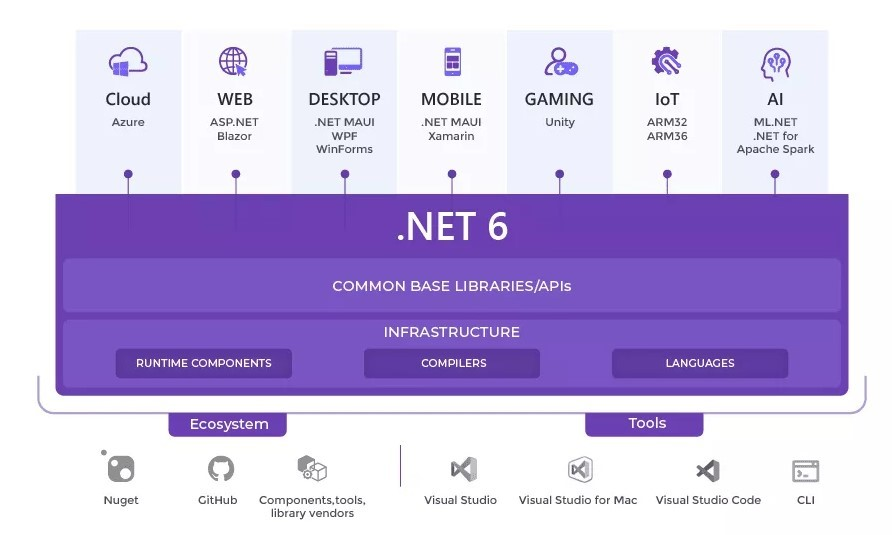 Cloud
Azure
WEB
ASP.NET
Blazor
DESKTOP
.NET MAUI
WPF
WinForms
MOBILE
.NET MAUI
Xamarin
GAMING
Unity
IoT
ARM32
ARM36
AI
ML.NET
.NET for
Apache Spark
.NET 6
COMMON BASE LIBRARIES/APIs
INFRASTRUCTURE
RUNTIME COMPONENTS
COMPILERS
LANGUAGES
Ecosystem
Tools
Nuget
GitHub
Components,tools,
library vendors
Visual Studio
Visual Studio for Mac
Visual Studio Code
CLI